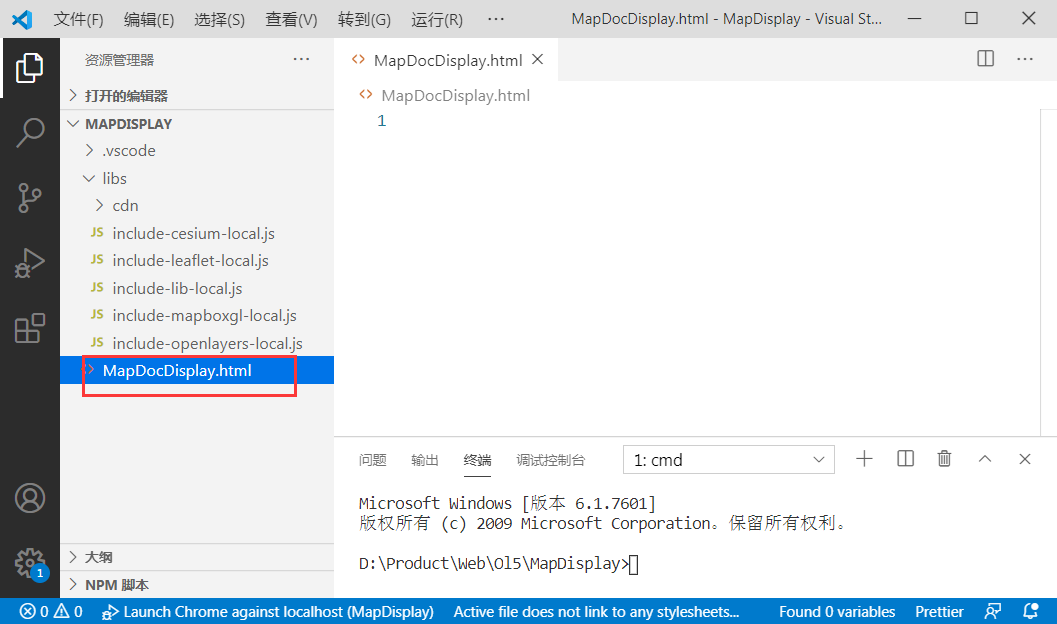 文件(F) 编辑(E) 选择(S) 查看(V) 转到(G) 运行(R) ··· MapDocDisplay.html - MapDisplay - Visual St...
资源管理器 ···
打开的编辑器
MAPDISPLAY
.vscode
libs
cdn
JS include-cesium-local.js
JS include-leaflet-local.js
JS include-lib-local.js
JS include-mapboxgl-local.js
JS include-openlayers-local.js
MapDocDisplay.html
大纲
NPM 脚本
MapDocDisplay.html
MapDocDisplay.html
1
问题 输出 终端 调试控制台 1: cmd
Microsoft Windows [版本 6.1.7601]
版权所有 (c) 2009 Microsoft Corporation。保留所有权利。
D:\Product\Web\Ol5\MapDisplay>
1
0 0 Launch Chrome against localhost (MapDisplay) Active file does not link to any stylesheets... Found 0 variables Prettier